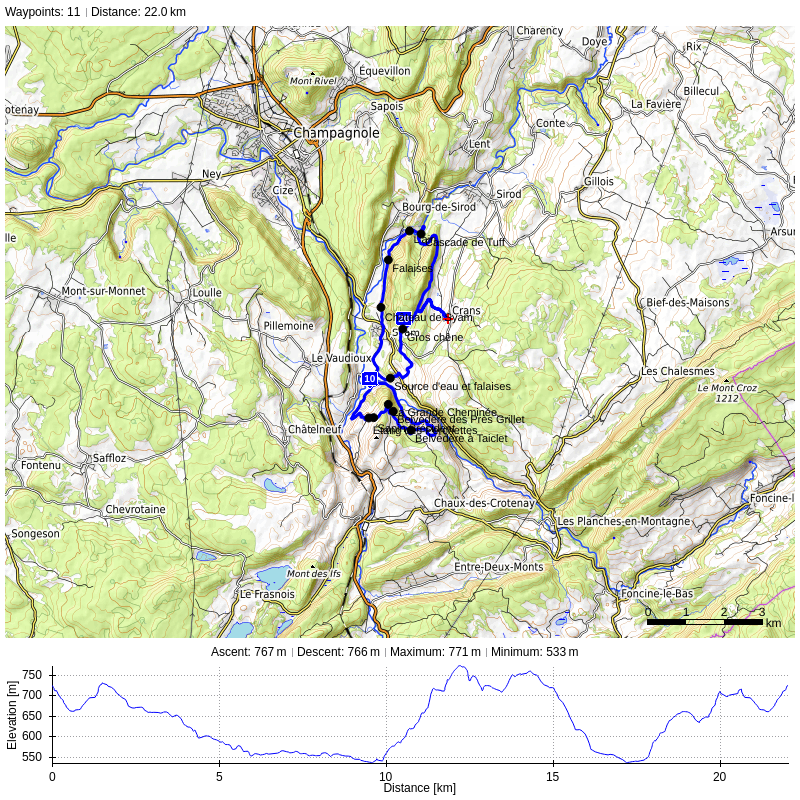 Waypoints: 11 | Distance: 22.0 km
Charency
Doye
Rix
Équevillon
Mont Rivel
Billecul
La Favière
otenay
Sapois
Conte
Champagnole
Lent
Ney
Cize
Sirod
Gillois
Bourg-de-Sirod
Cascade de Tuff
lle
Arsur
Falaises
Mont-sur-Monnet
Loulle
Bief-des-Maisons
Crans
Château de Syam
20
Pillemoine
Gros chêne
Le Vaudioux
Les Chalesmes
10
Source d'eau et falaises
Le Mont Croz
1212
La Grande Cheminée
Belvédère des Prés Grillet
Châtelneuf
Belvédère à Taiclet
Saffloz
Fontenu
Chaux-des-Crotenay
Foncine-l
Chevrotaine
Les Planches-en-Montagne
Songeson
Entre-Deux-Monts
Mont des Ifs
Le Frasnois
Foncine-le-Bas
0 1 2 3
km
Ascent: 767 m | Descent: 766 m | Maximum: 771 m | Minimum: 533 m
Elevation [m]
750
700
650
600
550
0 5 10 15 20
Distance [km]